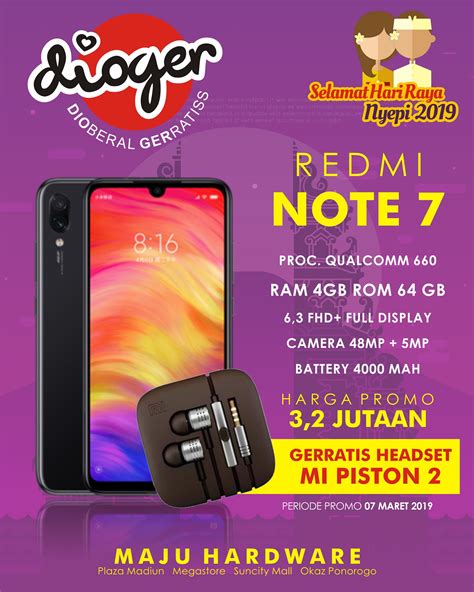 dioger
DIOBERAL GERRATISS
Selamat Hari Raya
Nyepi 2019
REDMI
NOTE 7
8:16
PROC. QUALCOMM 660
RAM 4GB ROM 64 GB
6,3 FHD+ FULL DISPLAY
CAMERA 48MP + 5MP
BATTERY 4000 MAH
HARGA PROMO
3,2 JUTAAN
GERRATIS HEADSET
MI PISTON 2
PERIODE PROMO 07 MARET 2019
MAJU HARDWARE
Plaza Madiun Megastore Suncity Mall Okaz Ponorogo